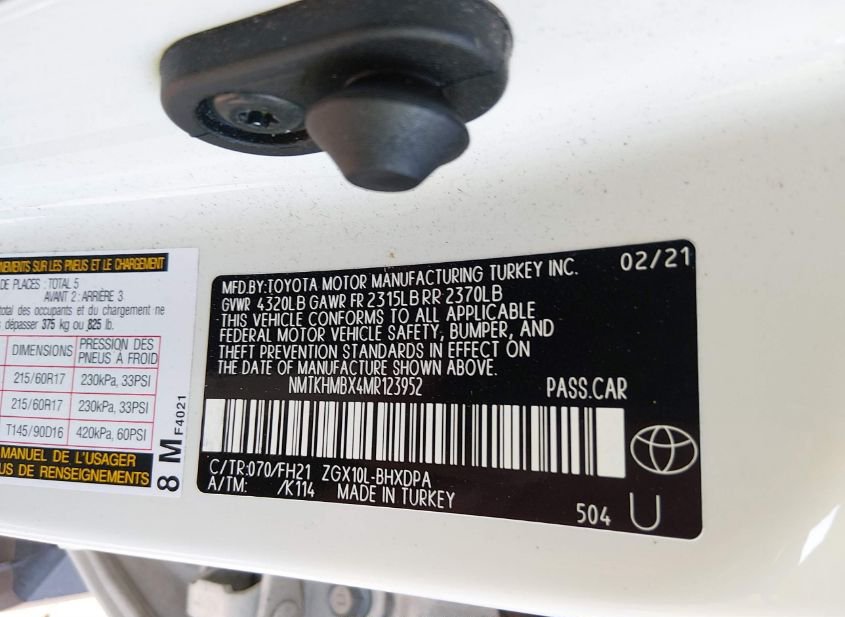 NEMENTS SUR LES PNEUS ET LE CHARGEMENT
DE PLACES : TOTAL 5
AVANT 2 : ARRIÈRE 3
total des occupants et du chargement ne
s dépasser 375 kg ou 825 lb.
DIMENSIONS
PRESSION DES
PNEUS À FROID
215/60R17 230kPa, 33PSI
215/60R17 230kPa, 33PSI
T145/90D16 420kPa, 60PSI
MANUEL DE L'USAGER
US DE RENSEIGNEMENTS
8 M F4021
MFD.BY:TOYOTA MOTOR MANUFACTURING TURKEY INC. 02/21
GVWR 4320LB GAWR FR 2315LB RR 2370LB
THIS VEHICLE CONFORMS TO ALL APPLICABLE
FEDERAL MOTOR VEHICLE SAFETY, BUMPER, AND
THEFT PREVENTION STANDARDS IN EFFECT ON
THE DATE OF MANUFACTURE SHOWN ABOVE.
NMTKHMBX4MR123952 PASS.CAR
C/TR:070/FH21 ZGX10L-BHXDPA
A/TM: /K114 MADE IN TURKEY
504 U